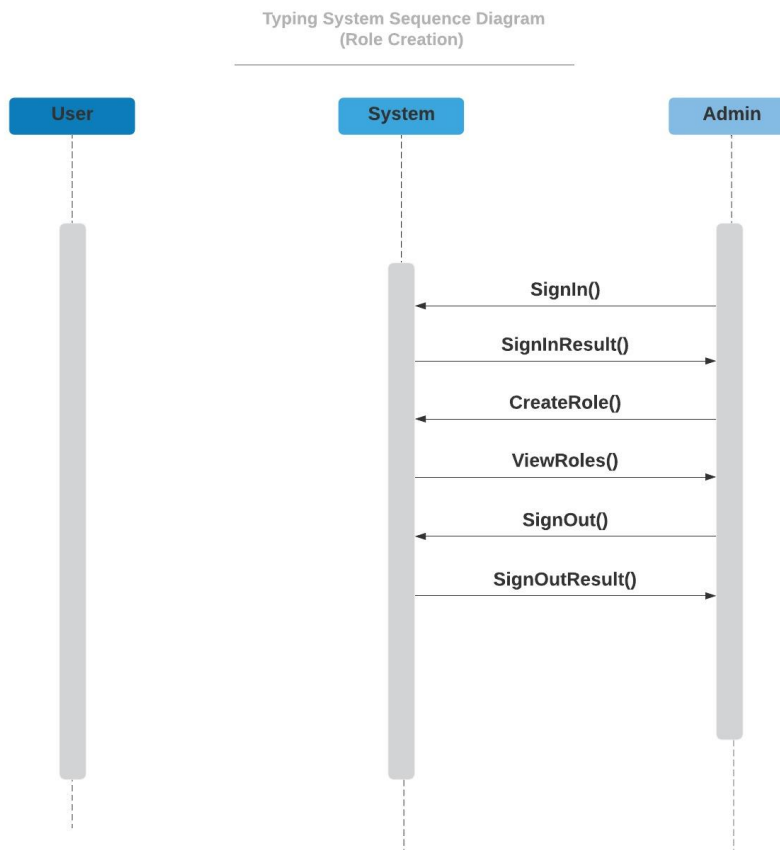 Typing System Sequence Diagram
(Role Creation)
User
System
Admin
SignIn()
SignInResult()
CreateRole()
ViewRoles()
SignOut()
SignOutResult()